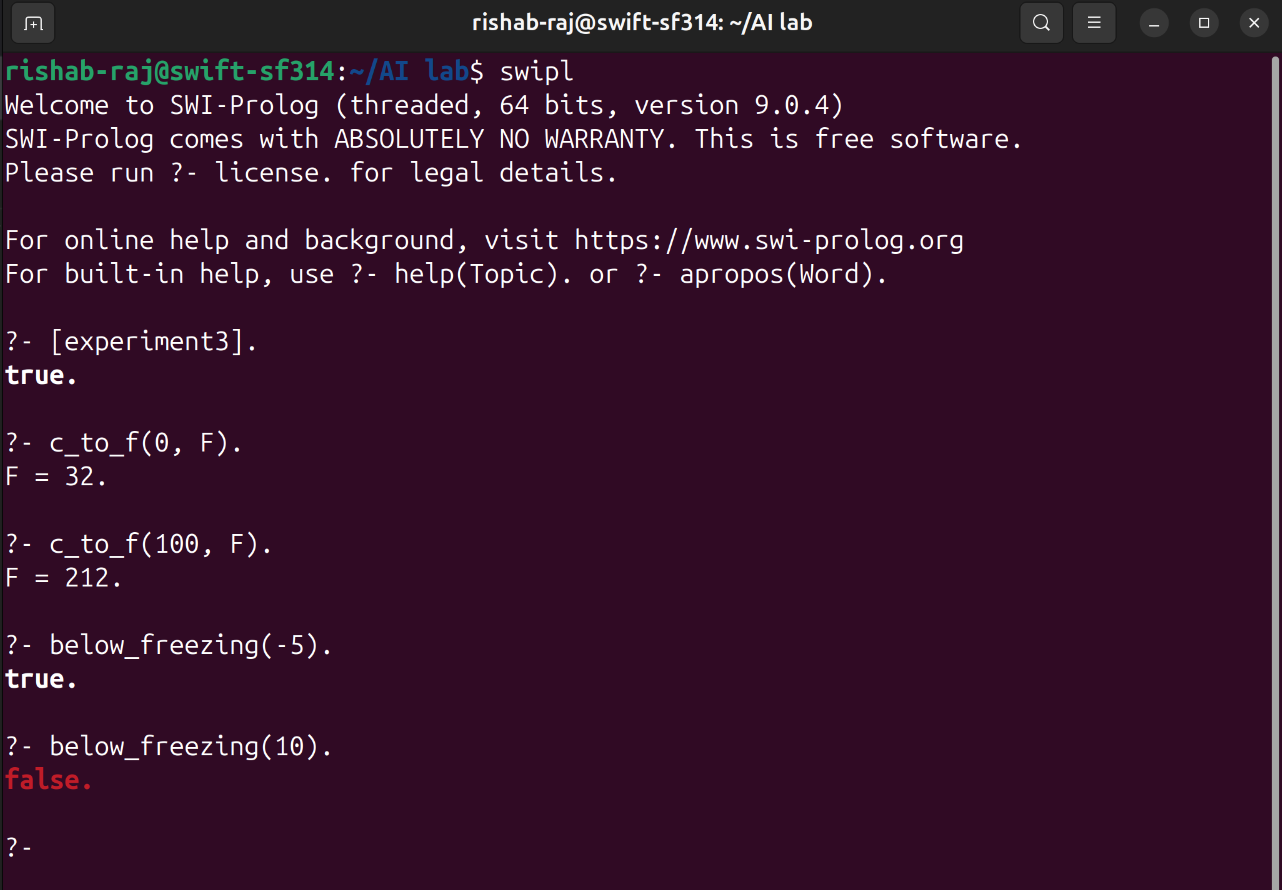 rishab-raj@swift-sf314: ~/AI lab
rishab-raj@swift-sf314:~/AI lab$ swipl
Welcome to SWI-Prolog (threaded, 64 bits, version 9.0.4)
SWI-Prolog comes with ABSOLUTELY NO WARRANTY. This is free software.
Please run ?- license. for legal details.
For online help and background, visit https://www.swi-prolog.org
For built-in help, use ?- help(Topic). or ?- apropos(Word).
?- [experiment3].
true.
?- c_to_f(0, F).
F = 32.
?- c_to_f(100, F).
F = 212.
?- below_freezing(-5).
true.
?- below_freezing(10).
false.
?-